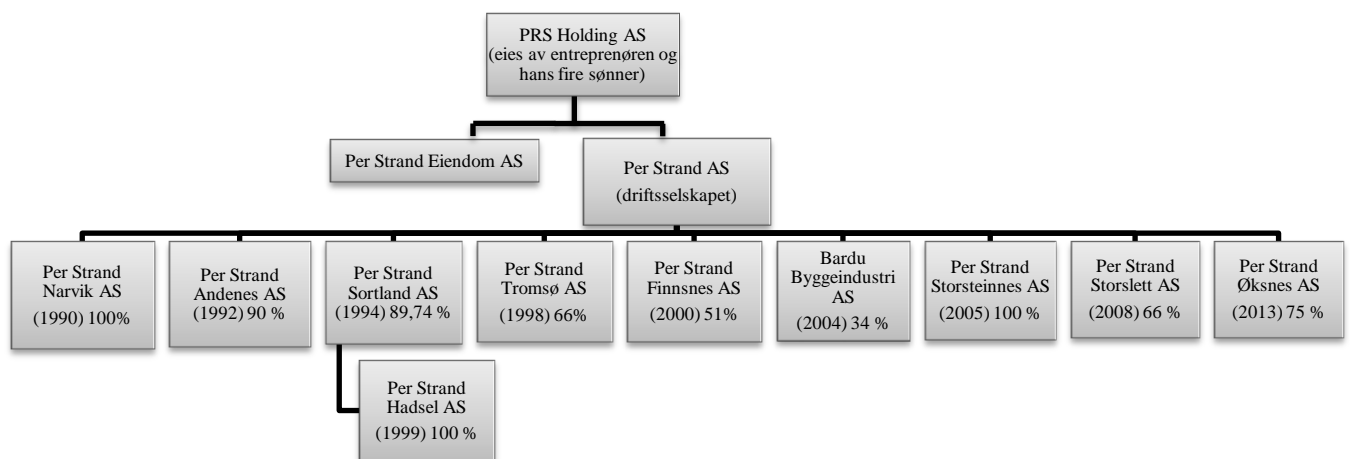 PRS Holding AS
(eies av entreprenøren og
hans fire sønner)
Per Strand Eiendom AS
Per Strand AS
(driftsselskapet)
Per Strand
Narvik AS
(1990) 100%
Per Strand
Andenes AS
(1992) 90 %
Per Strand
Sortland AS
(1994) 89,74 %
Per Strand
Tromsø AS
(1998) 66%
Per Strand
Finnsnes AS
(2000) 51%
Bardu
Byggeindustri
AS
(2004) 34 %
Per Strand
Storsteinnes AS
(2005) 100 %
Per Strand
Storslett AS
(2008) 66 %
Per Strand
Øksnes AS
(2013) 75 %
Per Strand
Hadsel AS
(1999) 100 %